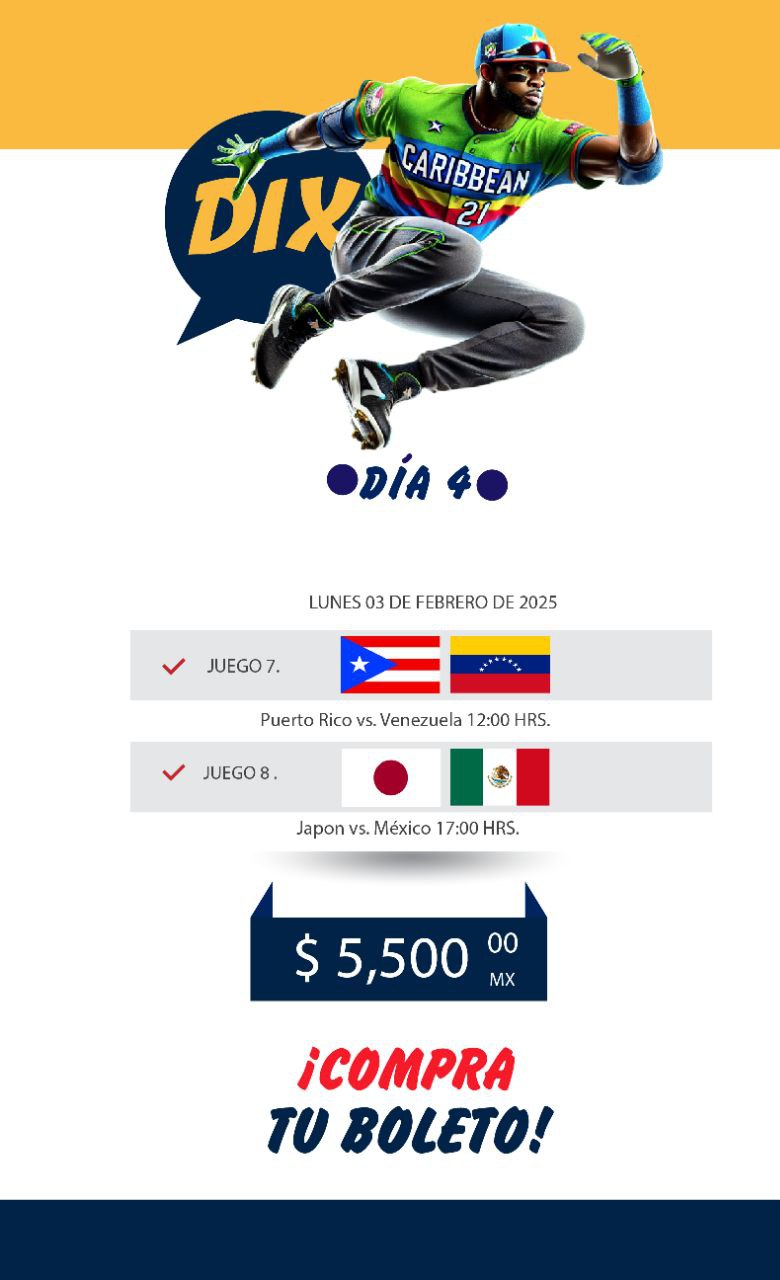 DIX
CARIBBEAN
21
DÍA 4
LUNES 03 DE FEBRERO DE 2025
JUEGO 7.
Puerto Rico vs. Venezuela 12:00 HRS.
JUEGO 8 .
Japon vs. México 17:00 HRS.
$ 5,500 00
MX
¡COMPRA
TU BOLETO!